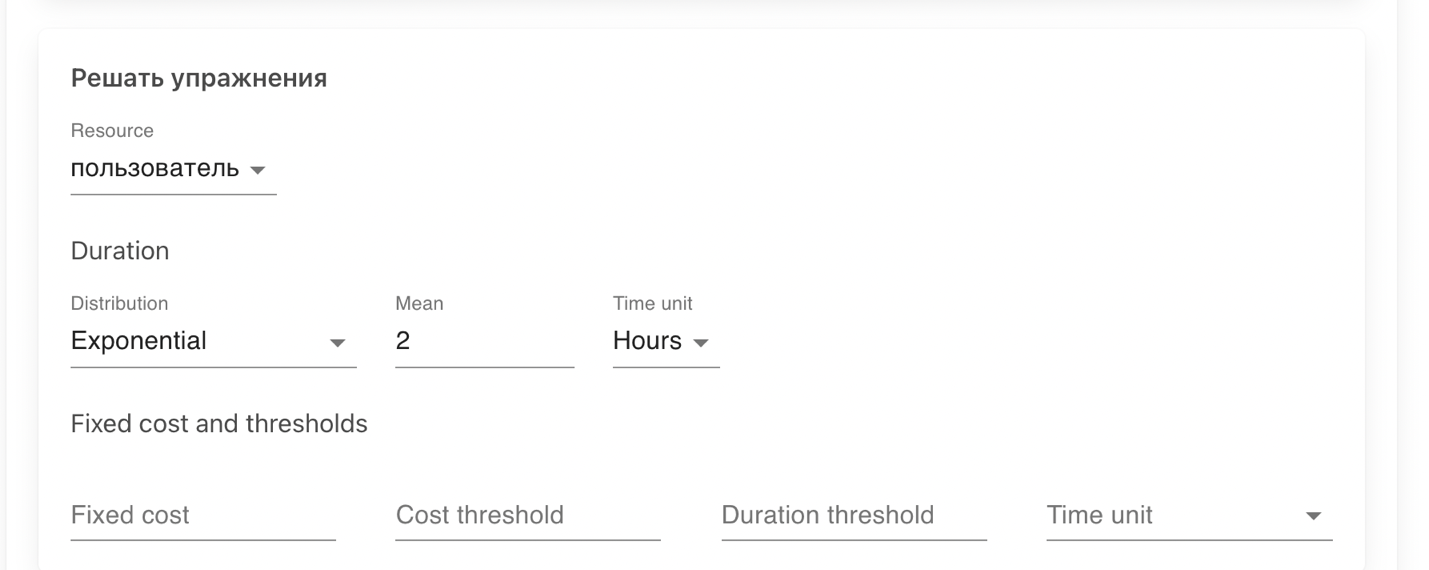 Решать упражнения
Resource
пользователь
Duration
Distribution Mean Time unit
Exponential 2 Hours
Fixed cost and thresholds
Fixed cost Cost threshold Duration threshold Time unit